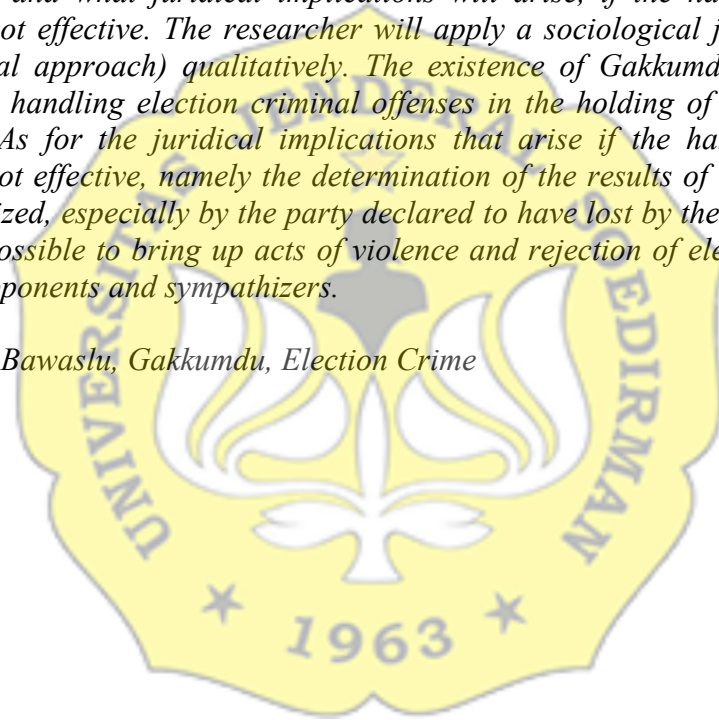 and what juridical implications will arise, if the ha
ot effective. The researcher will apply a sociological j
al approach) qualitatively. The existence of Gakkumd
handling election criminal offenses in the holding of
As for the juridical implications that arise if the ha
ot effective, namely the determination of the results of
ized, especially by the party declared to have lost by the
ossible to bring up acts of violence and rejection of ele
ponents and sympathizers.
Bawaslu, Gakkumdu, Election Crime
UNIVERSITAS JENDERAL SOEDIRMAN
1963